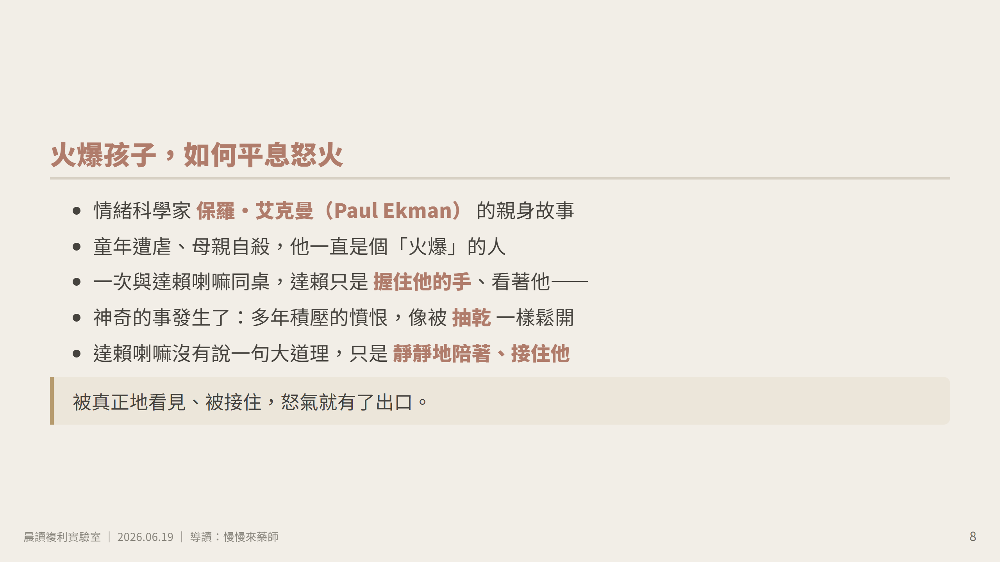 火爆孩子，如何平息怒火
• 情緒科學家 保羅・艾克曼（Paul Ekman） 的親身故事
• 童年遭虐、母親自殺，他一直是個「火爆」的人
• 一次與達賴喇嘛同桌，達賴只是 握住他的手、看著他——
• 神奇的事發生了：多年積壓的憤恨，像被 抽乾 一樣鬆開
• 達賴喇嘛沒有說一句大道理，只是 靜靜地陪著、接住他
被真正地看見、被接住，怒氣就有了出口。
晨讀複利實驗室｜2026.06.19｜導讀：慢慢來藥師
8